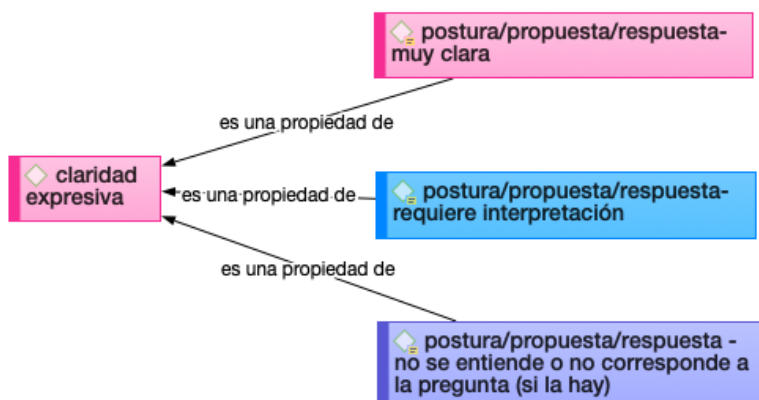 postura/propuesta/respuesta-
muy clara
es una propiedad de
claridad
expresiva
es una propiedad de
postura/propuesta/respuesta-
requiere interpretación
es una propiedad de
postura/propuesta/respuesta -
no se entiende o no corresponde a
la pregunta (si la hay)